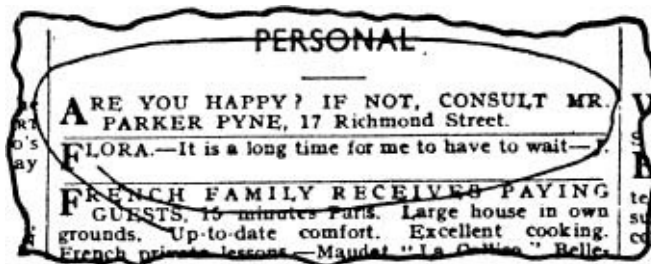 PERSONAL
ARE YOU HAPPY? IF NOT, CONSULT MR.
PARKER PYNE, 17 Richmond Street.
FLORA.—It is a long time for me to have to wait—J.
FRENCH FAMILY RECEIVES PAYING
GUESTS, 15 minutes Paris. Large house in own
grounds. Up-to-date comfort. Excellent cooking.
French private lessons.—Maudet "La